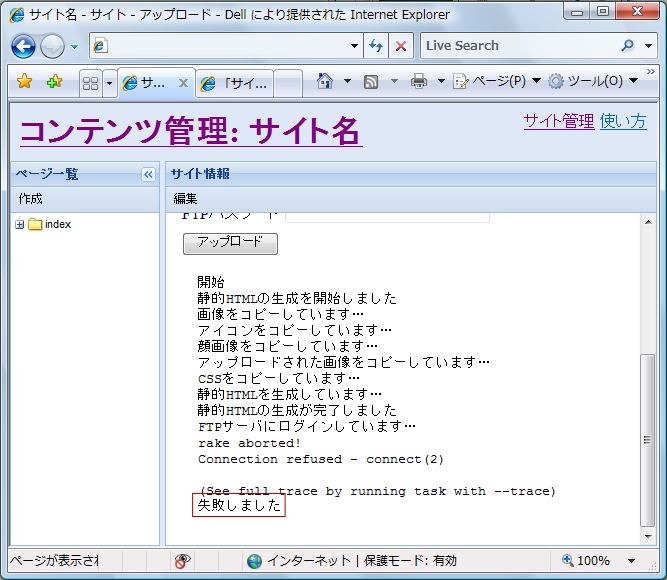 サイト名 - サイト - アップロード - Dell により提供された Internet Explorer
Live Search
サ...
「サイ...
ページ(P)
ツール(O)
コンテンツ管理: サイト名
サイト管理 使い方
ページ一覧
サイト情報
作成
編集
index
FTPパスワード
アップロード
開始
静的HTMLの生成を開始しました
画像をコピーしています…
アイコンをコピーしています…
顔画像をコピーしています…
アップロードされた画像をコピーしています…
CSSをコピーしています…
静的HTMLを生成しています…
静的HTMLの生成が完了しました
FTPサーバにログインしています…
rake aborted!
Connection refused - connect(2)
(See full trace by running task with --trace)
失敗しました
ページが表示され
インターネット | 保護モード: 有効
100%